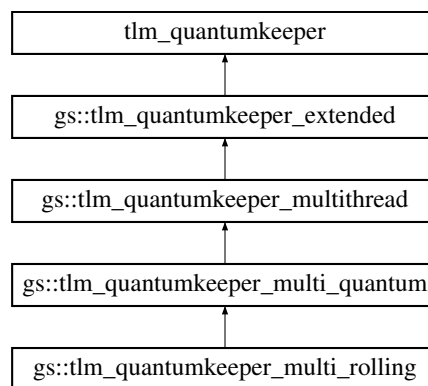 tlm_quantumkeeper
gs::tlm_quantumkeeper_extended
gs::tlm_quantumkeeper_multithread
gs::tlm_quantumkeeper_multi_quantum
gs::tlm_quantumkeeper_multi_rolling